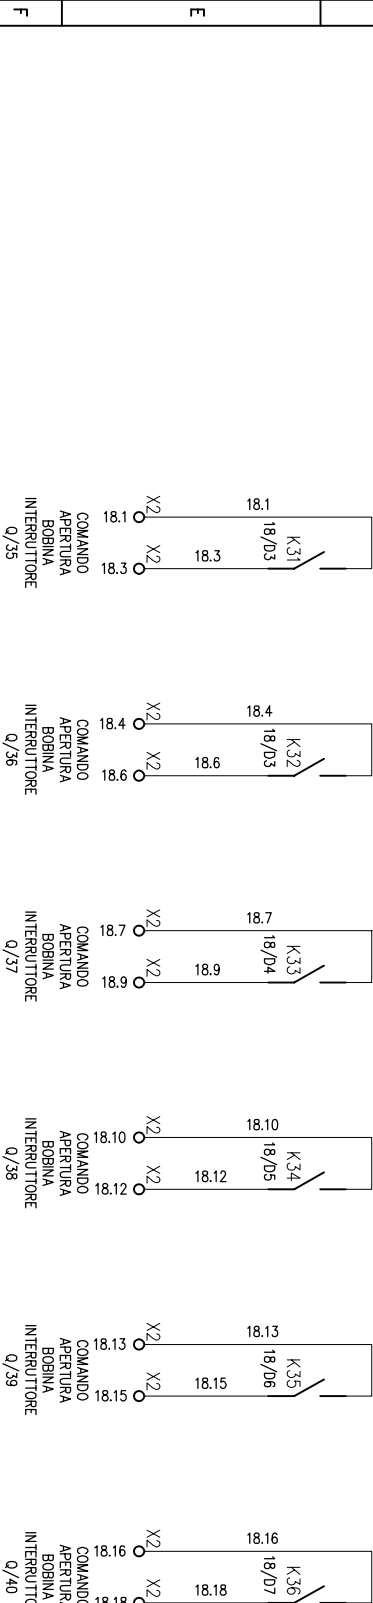 F
E
18.1
K31
18/D3
18.3
X2
X2
18.1
18.3
COMANDO
APERTURA
BOBINA
INTERRUTTORE
Q/35
18.4
K32
18/D3
18.6
X2
X2
18.4
18.6
COMANDO
APERTURA
BOBINA
INTERRUTTORE
Q/36
18.7
K33
18/D4
18.9
X2
X2
18.7
18.9
COMANDO
APERTURA
BOBINA
INTERRUTTORE
Q/37
18.10
K34
18/D5
18.12
X2
X2
18.10
18.12
COMANDO
APERTURA
BOBINA
INTERRUTTORE
Q/38
18.13
K35
18/D6
18.15
X2
X2
18.13
18.15
COMANDO
APERTURA
BOBINA
INTERRUTTORE
Q/39
18.16
K36
18/D7
18.18
X2
X2
18.16
18.18
COMANDO
APERTURA
BOBINA
INTERRUTTO
Q/40